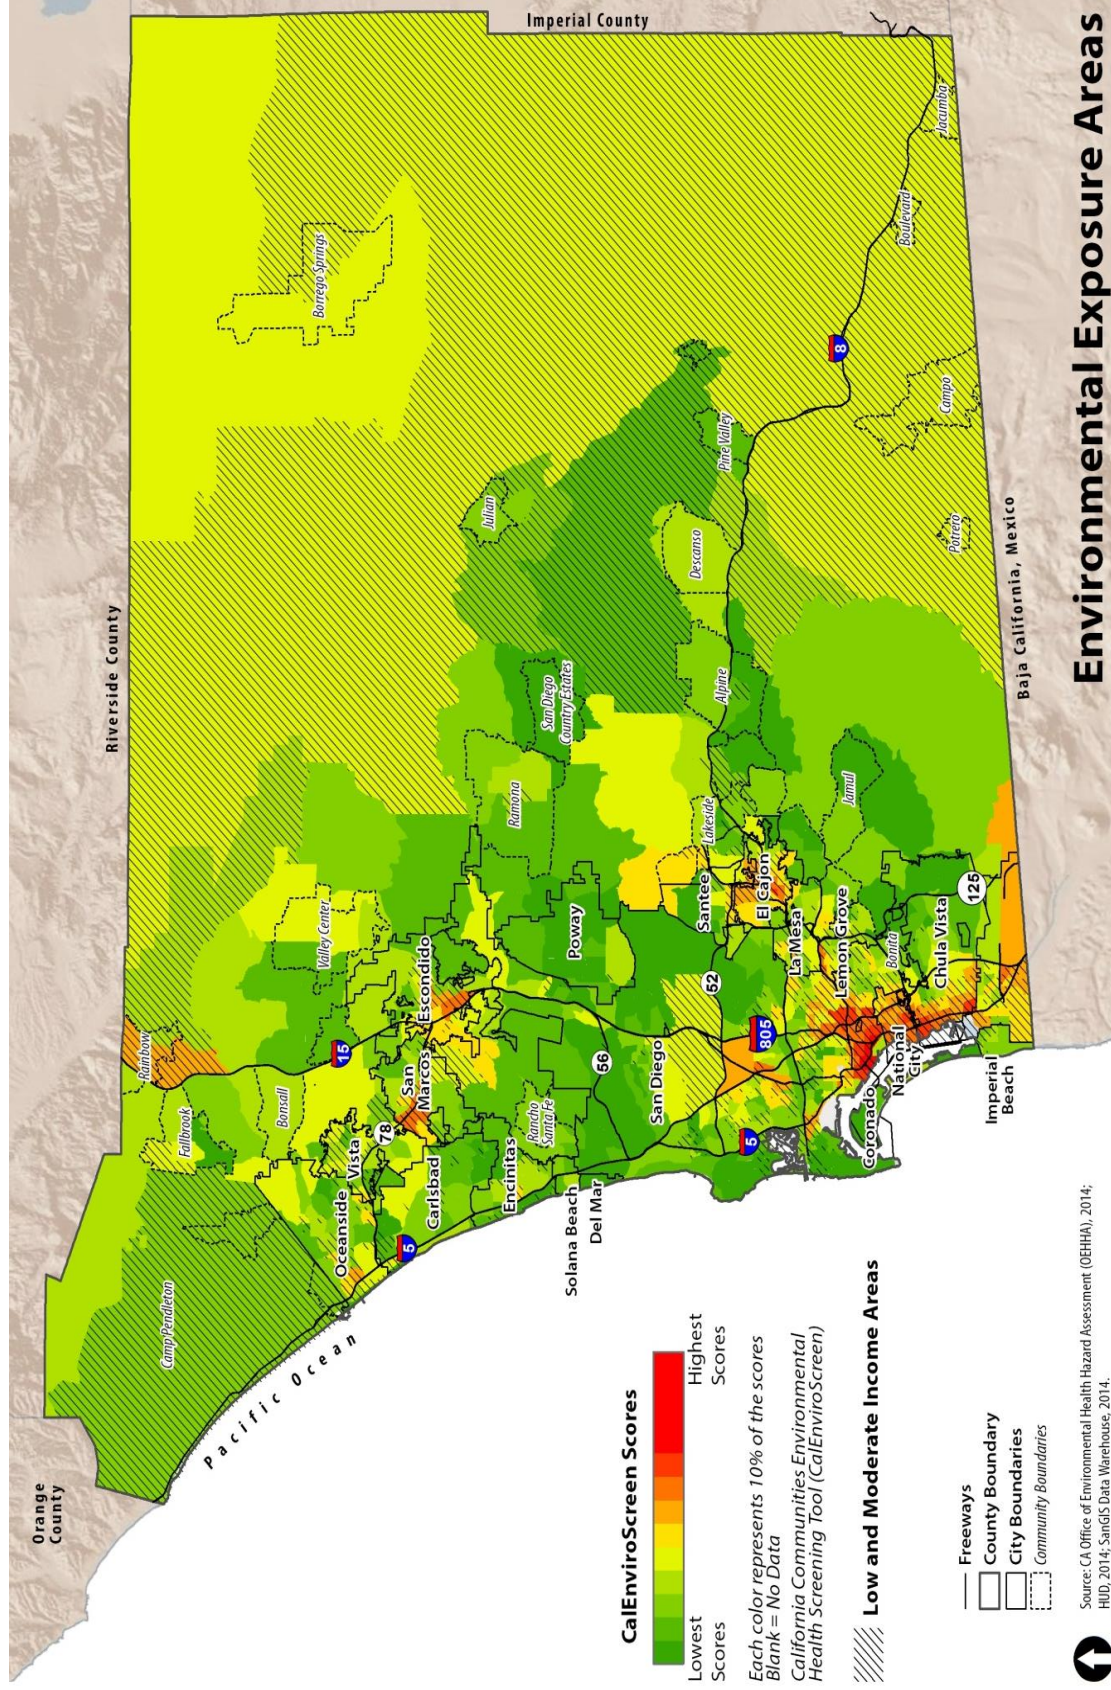 Environmental Exposure Areas
Orange
County
Riverside County
Imperial County
Baja California, Mexico
Pacific Ocean
Camp Pendleton
Fallbrook
Rainbow
Bonsall
Valley Center
Borrego Springs
Julian
Ramona
San Diego
Country Estates
Rancho
Santa Fe
Descanso
Pine Valley
Alpine
Lakeside
Jamul
Bonita
Potrero
Campo
Boulevard
Jacumba
Oceanside
Vista
San
Marcos
Escondido
Carlsbad
Encinitas
Solana Beach
Del Mar
Poway
San Diego
Santee
El Cajon
La Mesa
Lemon Grove
Chula Vista
National
City
Coronado
Imperial
Beach
5
78
15
56
52
805
5
125
8
CalEnviroScreen Scores
Lowest
Scores
Highest
Scores
Each color represents 10% of the scores
Blank = No Data
California Communities Environmental
Health Screening Tool (CalEnviroScreen)
Low and Moderate Income Areas
Freeways
County Boundary
City Boundaries
Community Boundaries
Source: CA Office of Environmental Health Hazard Assessment (OEHHA), 2014;
HUD, 2014; SanGIS Data Warehouse, 2014.